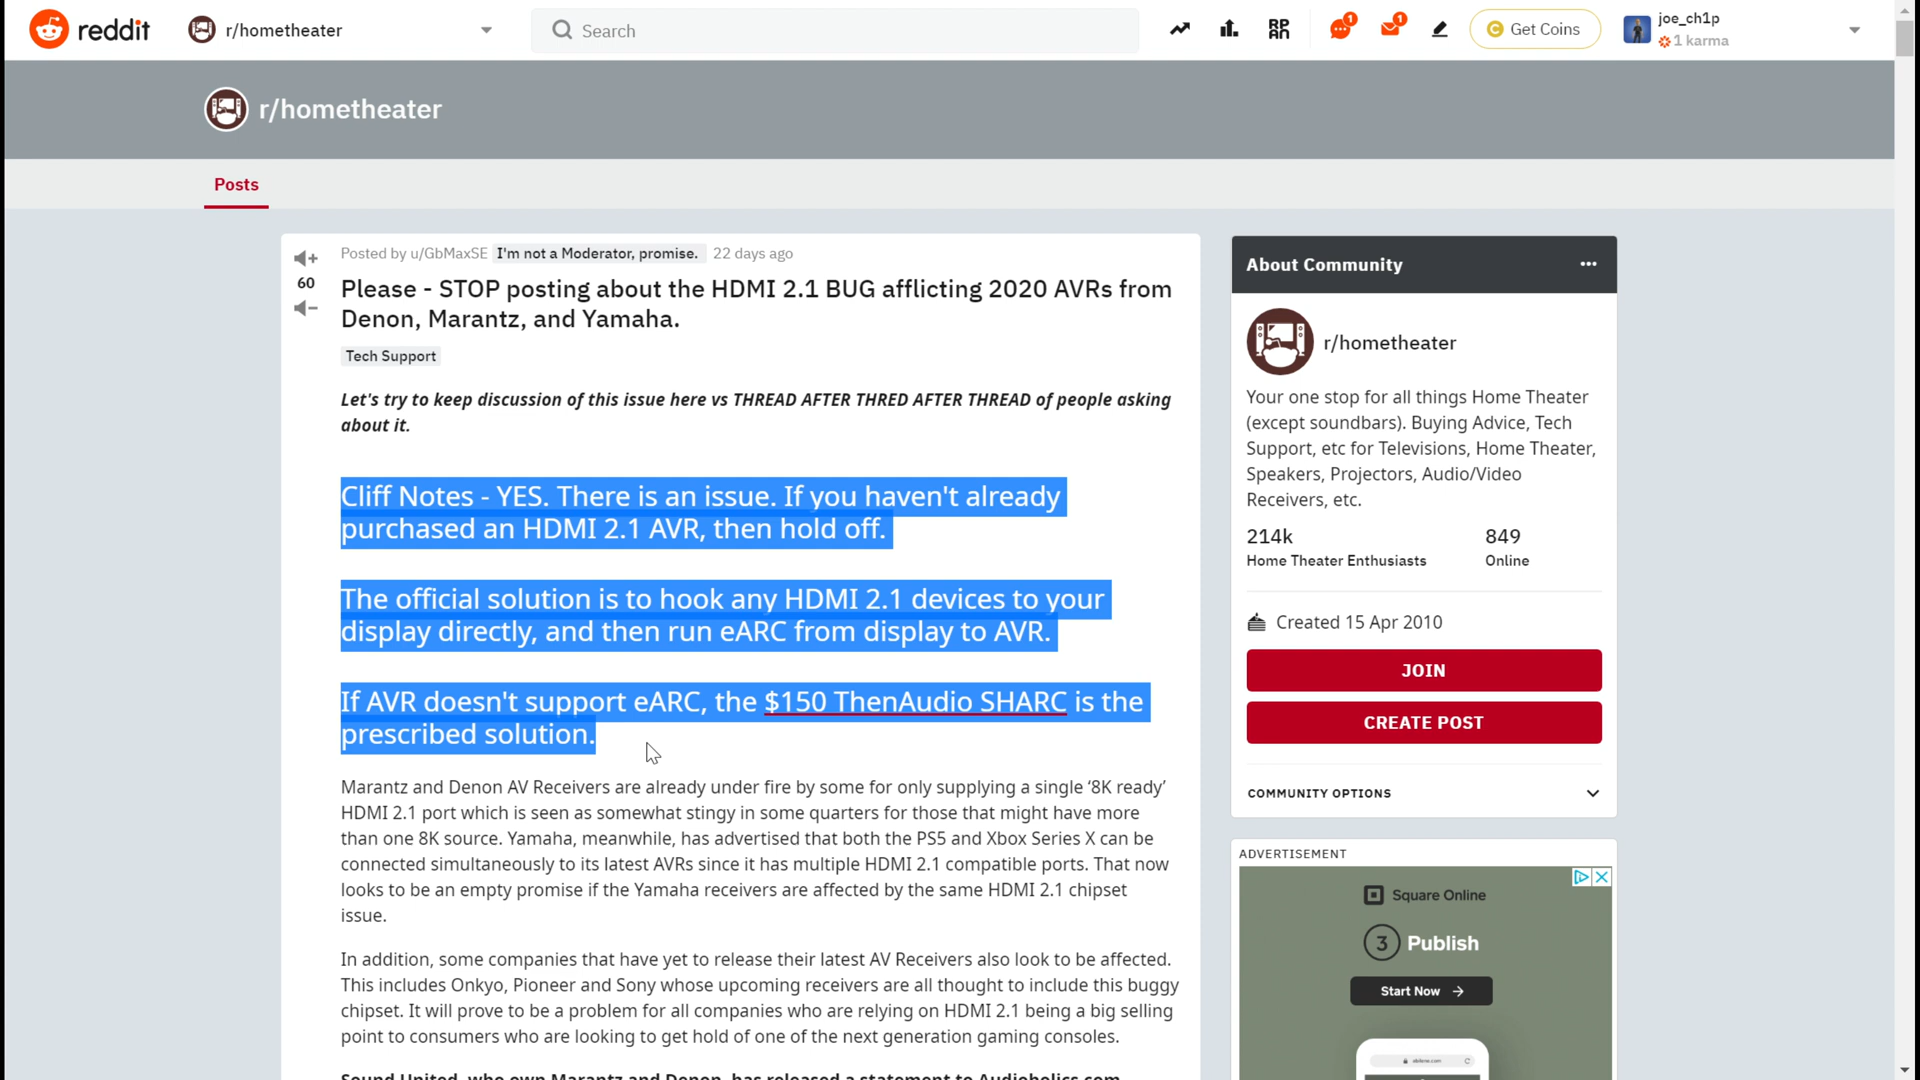 reddit
r/hometheater
Search
1
1
Get Coins
joe_ch1p
1 karma
r/hometheater
Posts
Posted by u/GbMaxSE I'm not a Moderator, promise. 22 days ago
60
Please - STOP posting about the HDMI 2.1 BUG afflicting 2020 AVRs from
Denon, Marantz, and Yamaha.
Tech Support
Let's try to keep discussion of this issue here vs THREAD AFTER THRED AFTER THREAD of people asking
about it.
Cliff Notes - YES. There is an issue. If you haven't already
purchased an HDMI 2.1 AVR, then hold off.
The official solution is to hook any HDMI 2.1 devices to your
display directly, and then run eARC from display to AVR.
If AVR doesn't support eARC, the $150 ThenAudio SHARC is the
prescribed solution.
Marantz and Denon AV Receivers are already under fire by some for only supplying a single ‘8K ready’
HDMI 2.1 port which is seen as somewhat stingy in some quarters for those that might have more
than one 8K source. Yamaha, meanwhile, has advertised that both the PS5 and Xbox Series X can be
connected simultaneously to its latest AVRs since it has multiple HDMI 2.1 compatible ports. That now
looks to be an empty promise if the Yamaha receivers are affected by the same HDMI 2.1 chipset
issue.
In addition, some companies that have yet to release their latest AV Receivers also look to be affected.
This includes Onkyo, Pioneer and Sony whose upcoming receivers are all thought to include this buggy
chipset. It will prove to be a problem for all companies who are relying on HDMI 2.1 being a big selling
point to consumers who are looking to get hold of one of the next generation gaming consoles.
Sound United, who own Marantz and Denon, has released a statement to Audioholics.com
About Community
r/hometheater
Your one stop for all things Home Theater
(except soundbars). Buying Advice, Tech
Support, etc for Televisions, Home Theater,
Speakers, Projectors, Audio/Video
Receivers, etc.
214k
Home Theater Enthusiasts
849
Online
Created 15 Apr 2010
JOIN
CREATE POST
COMMUNITY OPTIONS
ADVERTISEMENT
Square Online
3 Publish
Start Now